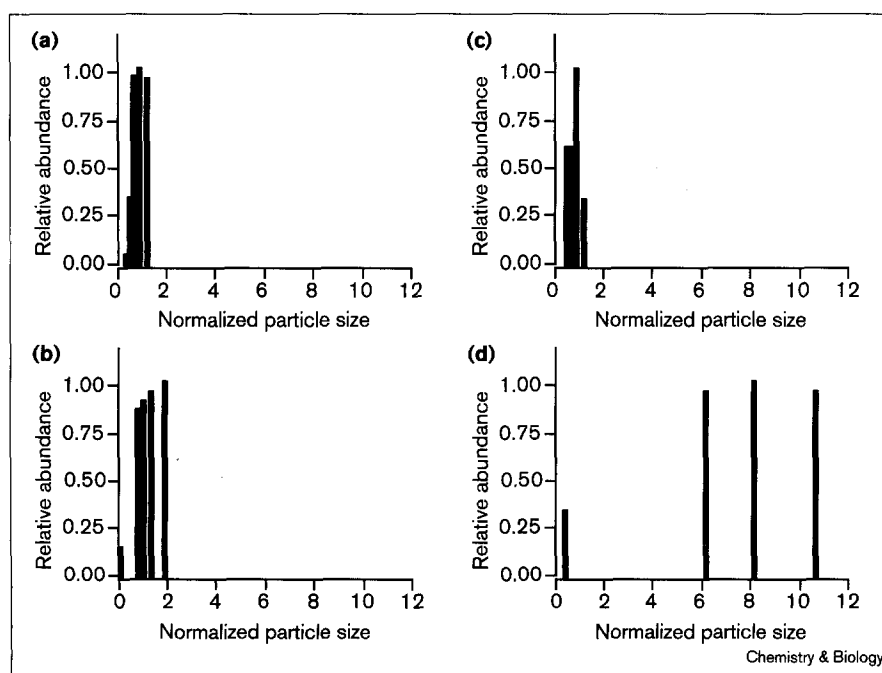 (a)
Relative abundance
1.00
0.75
0.50
0.25
0.00
0 2 4 6 8 10 12
Normalized particle size
(c)
Relative abundance
1.00
0.75
0.50
0.25
0.00
0 2 4 6 8 10 12
Normalized particle size
(b)
Relative abundance
1.00
0.75
0.50
0.25
0.00
0 2 4 6 8 10 12
Normalized particle size
(d)
Relative abundance
1.00
0.75
0.50
0.25
0.00
0 2 4 6 8 10 12
Normalized particle size
Chemistry & Biology